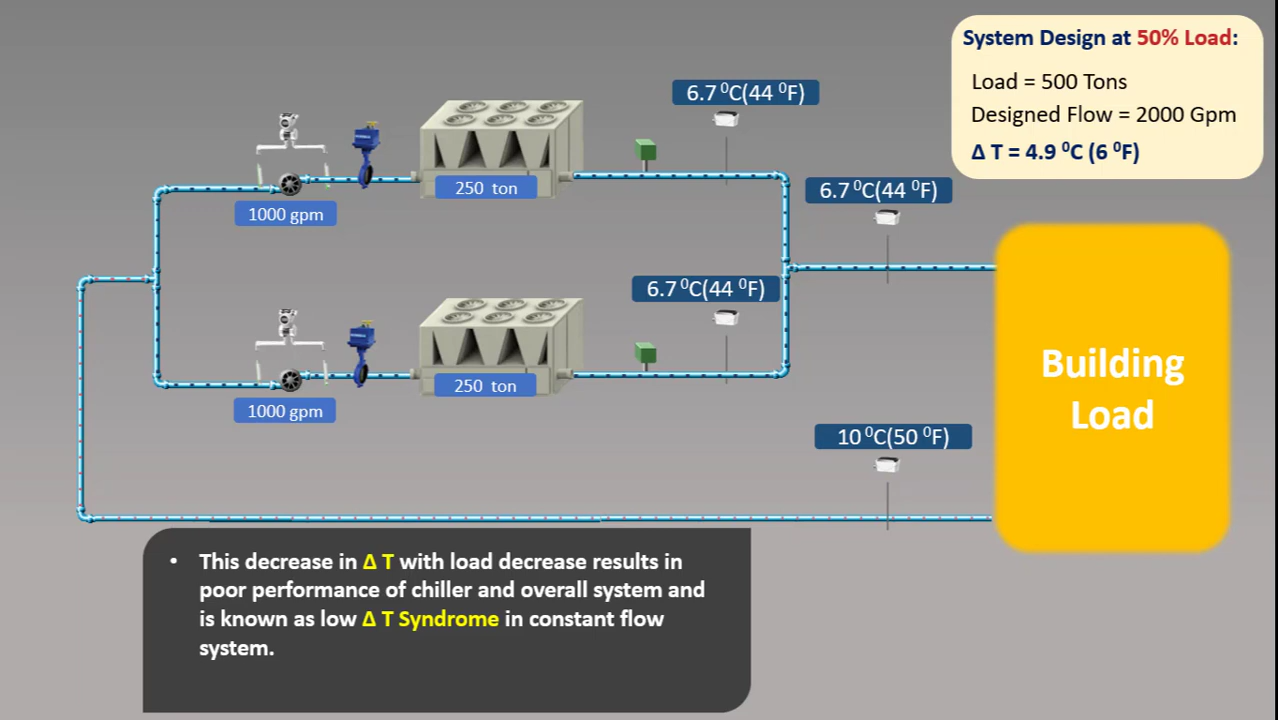 System Design at 50% Load:
Load = 500 Tons
Designed Flow = 2000 Gpm
Δ T = 4.9 ⁰C (6 ⁰F)
6.7 ⁰C(44 ⁰F)
250 ton
1000 gpm
6.7 ⁰C(44 ⁰F)
6.7 ⁰C(44 ⁰F)
250 ton
1000 gpm
Building
Load
10 ⁰C(50 ⁰F)
• This decrease in Δ T with load decrease results in
poor performance of chiller and overall system and
is known as low Δ T Syndrome in constant flow
system.